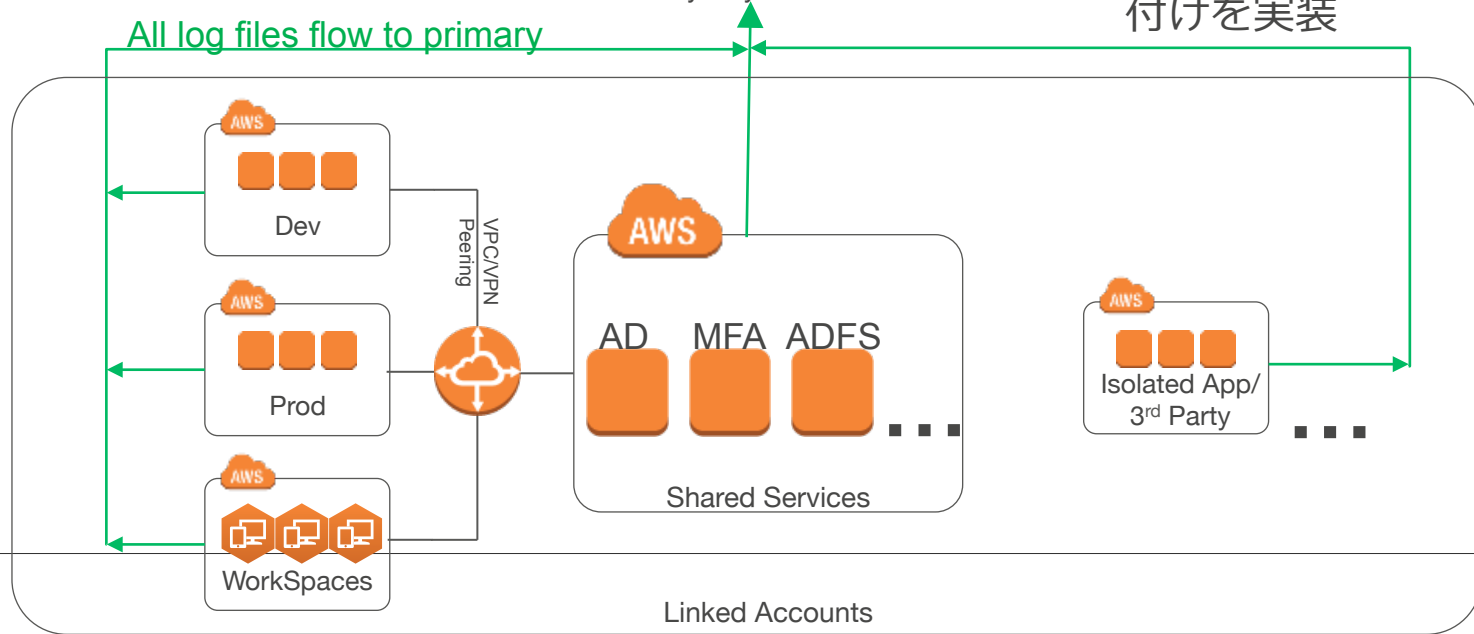 付けを実装
All log files flow to primary
AWS
Dev
VPC/VPN
Peering
AWS
AWS
Prod
AWS
WorkSpaces
AD MFA ADFS
...
Shared Services
AWS
Isolated App/
3rd Party
...
Linked Accounts